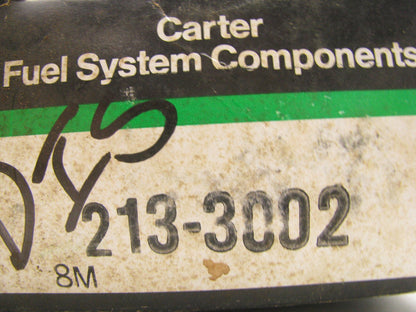 Carter
Fuel System Components
213-3002
8M